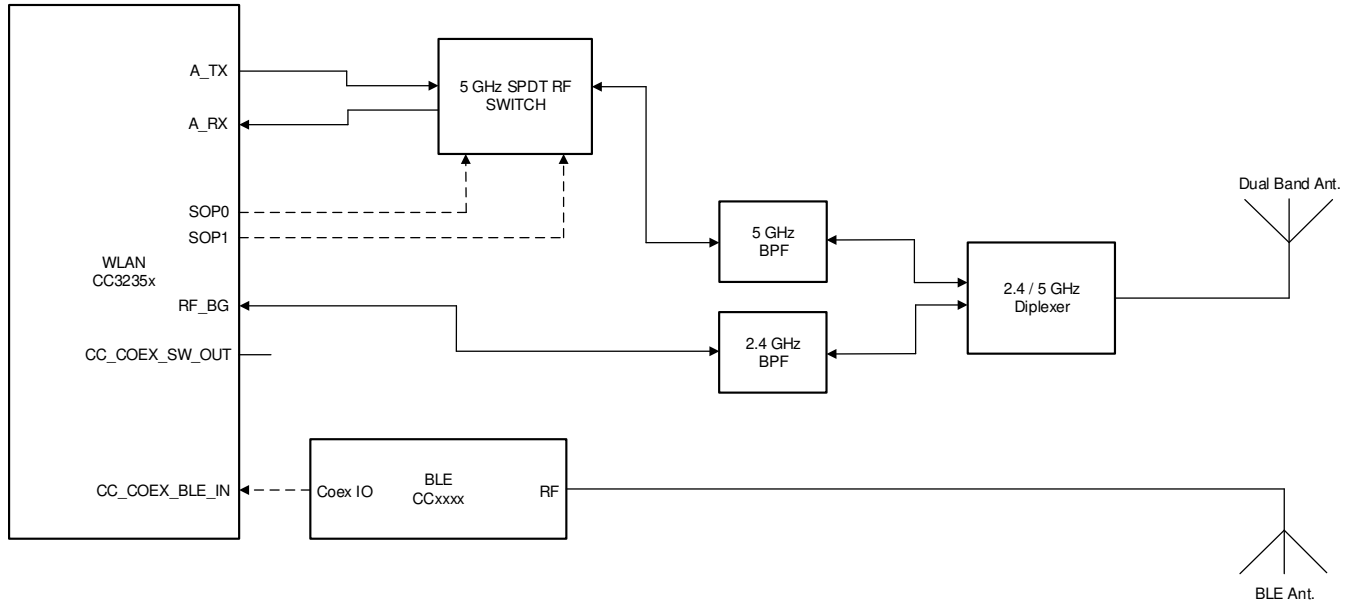 A_TX
A_RX
SOP0
SOP1
WLAN
CC3235x
RF_BG
CC_COEX_SW_OUT
CC_COEX_BLE_IN
5 GHz SPDT RF
SWITCH
5 GHz
BPF
2.4 GHz
BPF
2.4 / 5 GHz
Diplexer
Dual Band Ant.
Coex IO
BLE
CCxxxx
RF
BLE Ant.